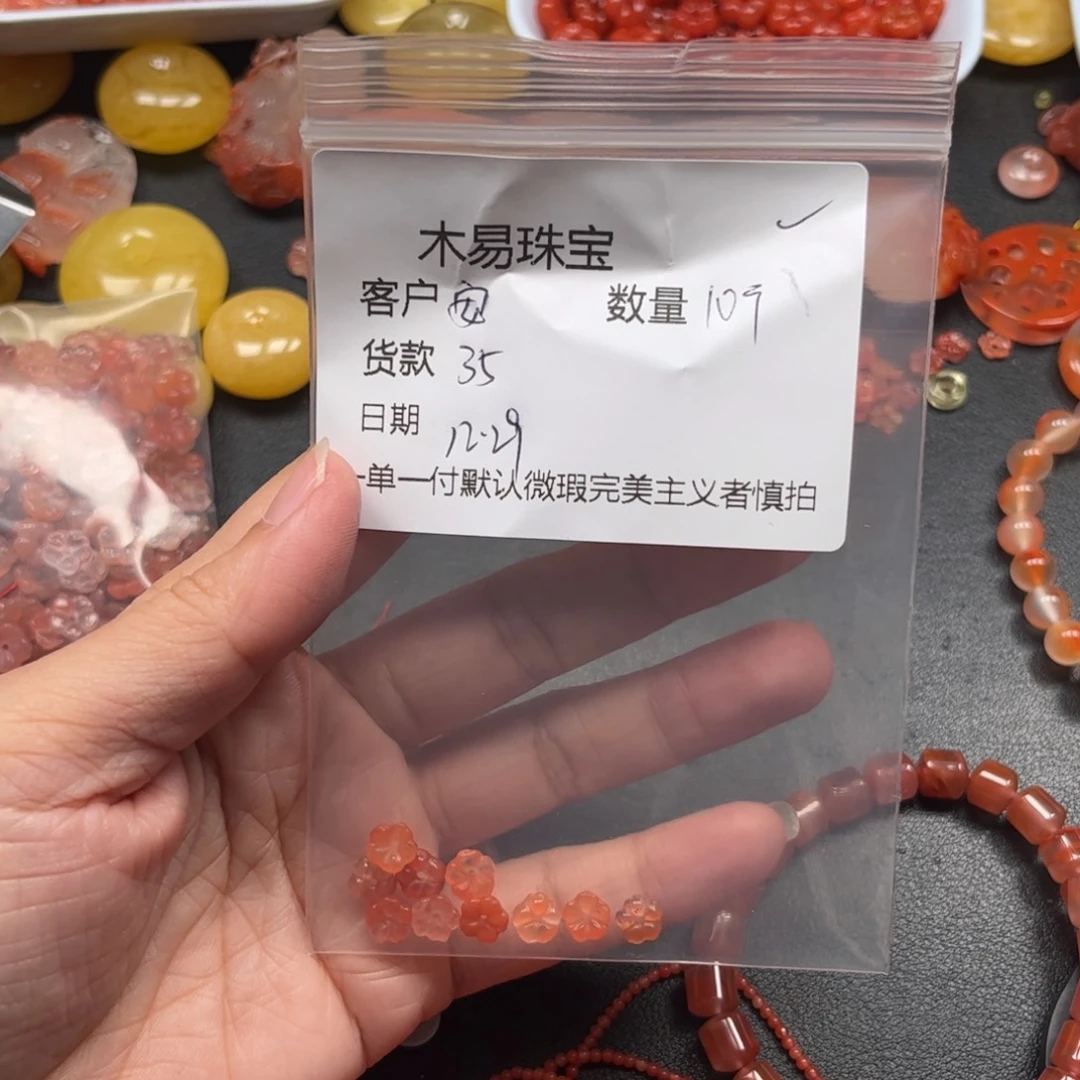 木易珠宝
客户 数量 109
货款 35
日期 12.29
一单一付默认微瑕完美主义者慎拍